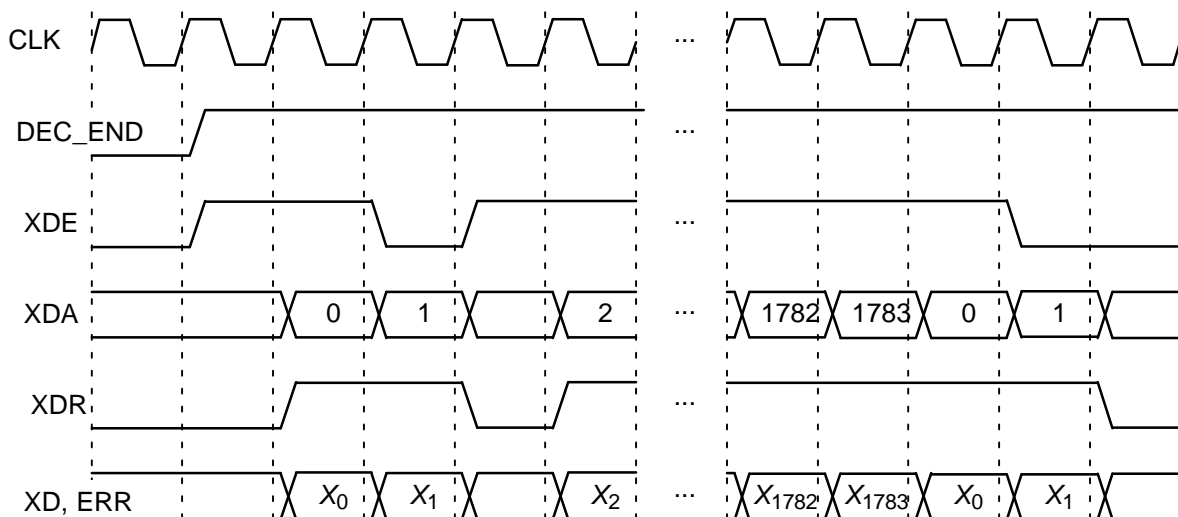 CLK ...
DEC_END ...
XDE ...
XDA 0 1 2 ... 1782 1783 0 1
XDR ...
XD, ERR X0 X1 X2 ... X1782 X1783 X0 X1